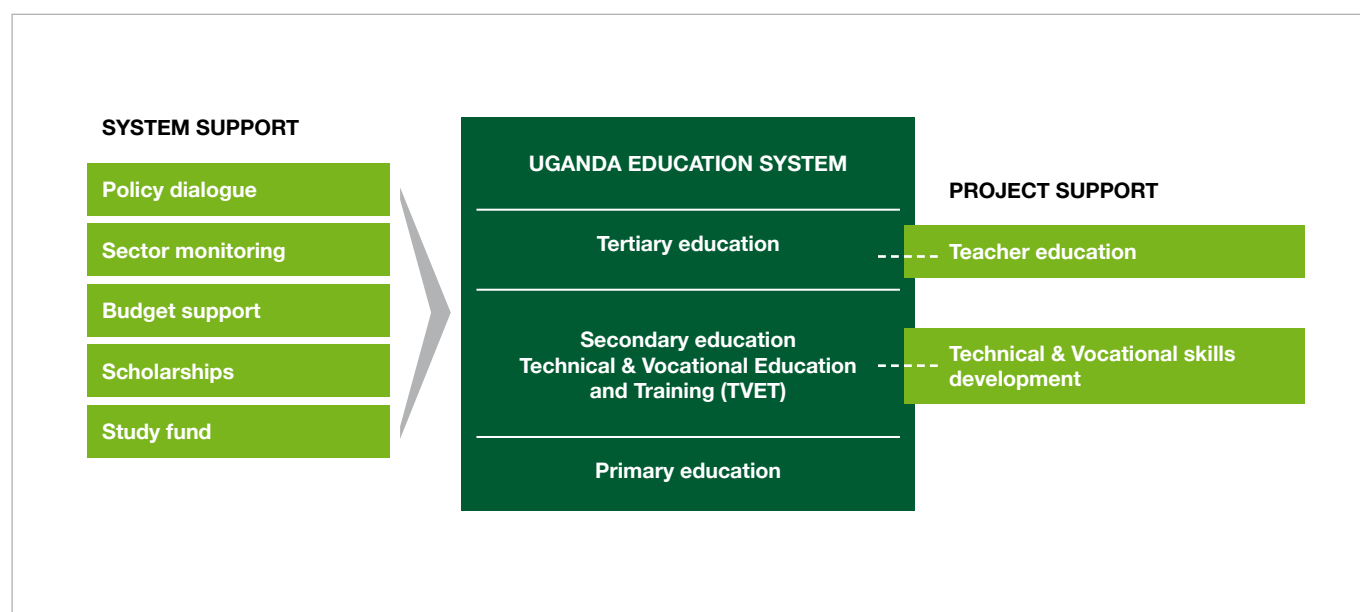 SYSTEM SUPPORT
Policy dialogue
Sector monitoring
Budget support
Scholarships
Study fund
UGANDA EDUCATION SYSTEM
Tertiary education
Secondary education
Technical & Vocational Education
and Training (TVET)
Primary education
PROJECT SUPPORT
Teacher education
Technical & Vocational skills
development